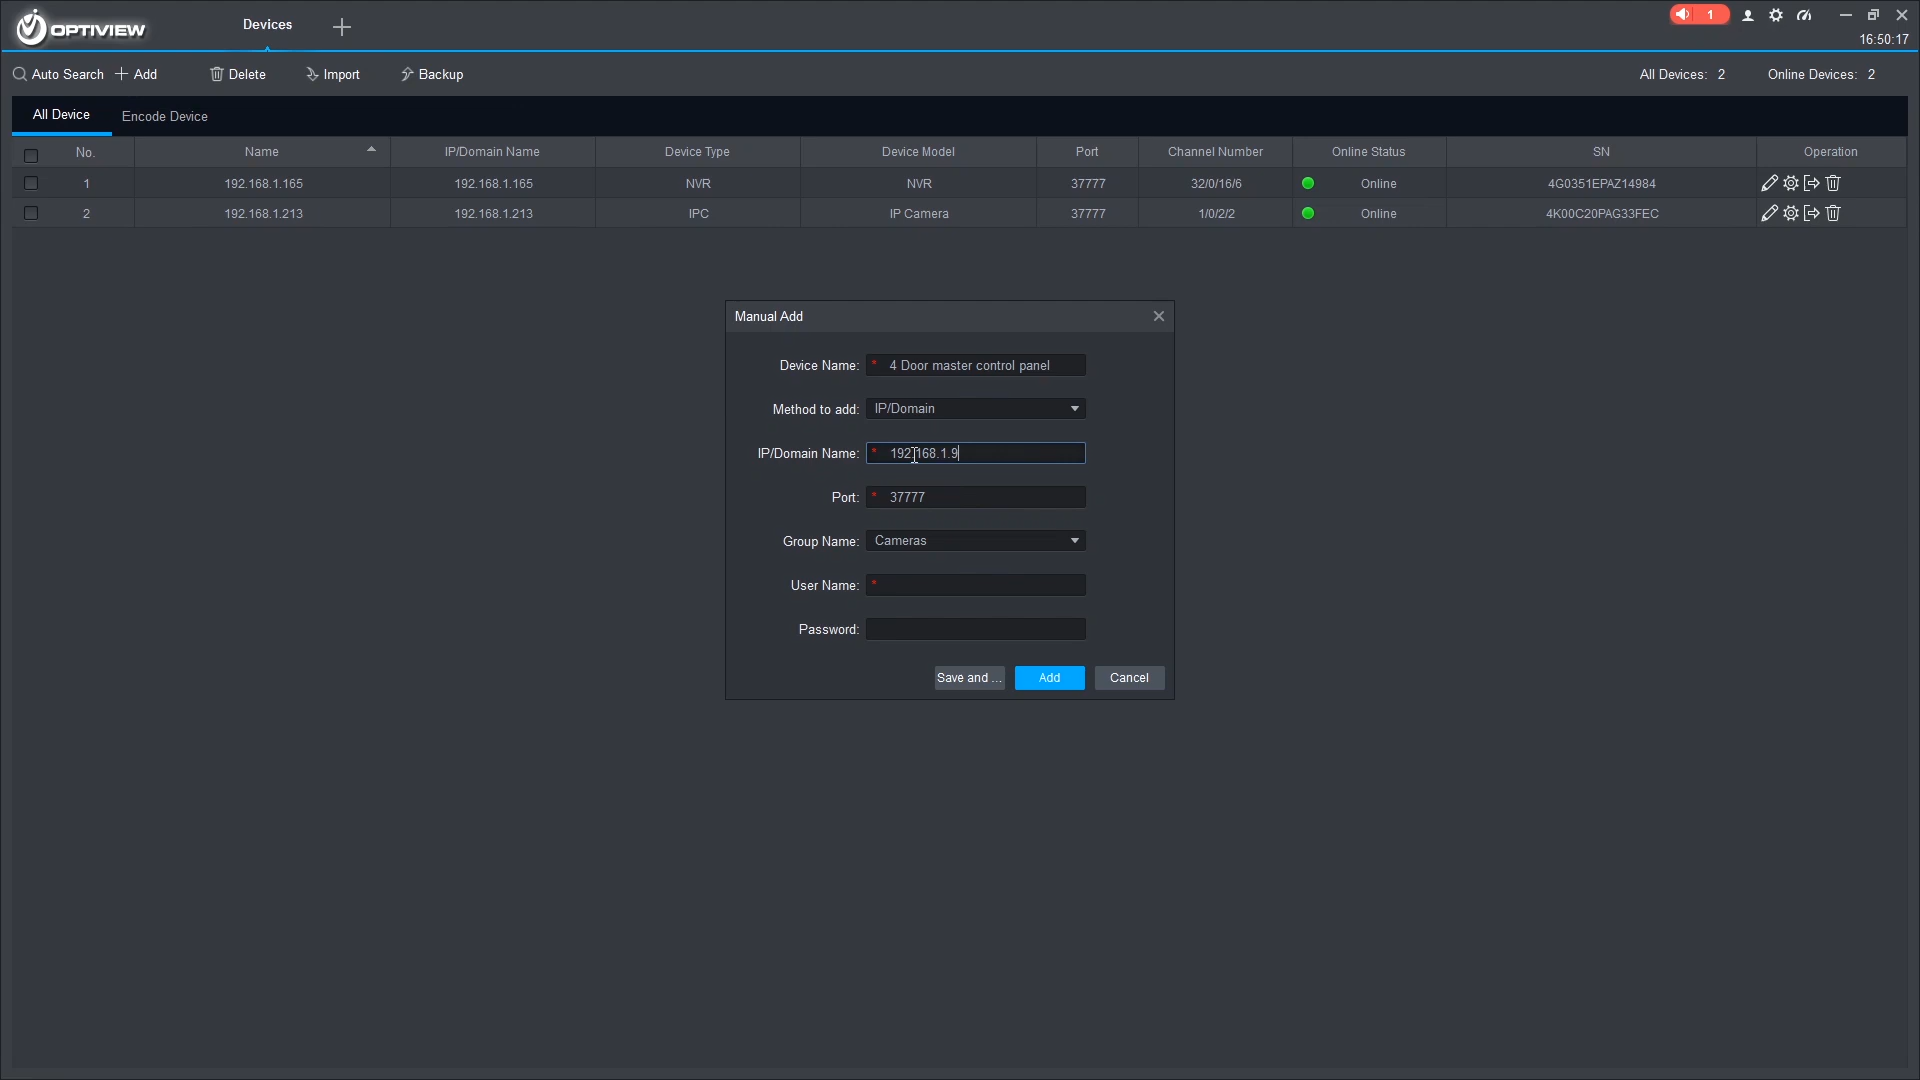 OPTIVIEW
Devices
1
16:50:17
Auto Search
Add
Delete
Import
Backup
All Devices: 2
Online Devices: 2
All Device
Encode Device
No. Name IP/Domain Name Device Type Device Model Port Channel Number Online Status SN Operation
1 192.168.1.165 192.168.1.165 NVR NVR 37777 32/0/16/6 Online 4G0351EPAZ14984
2 192.168.1.213 192.168.1.213 IPC IP Camera 37777 1/0/2/2 Online 4K00C20PAG33FEC
Manual Add
Device Name: * 4 Door master control panel
Method to add: IP/Domain
IP/Domain Name: * 192.168.1.9
Port: * 37777
Group Name: Cameras
User Name: *
Password:
Save and ...
Add
Cancel